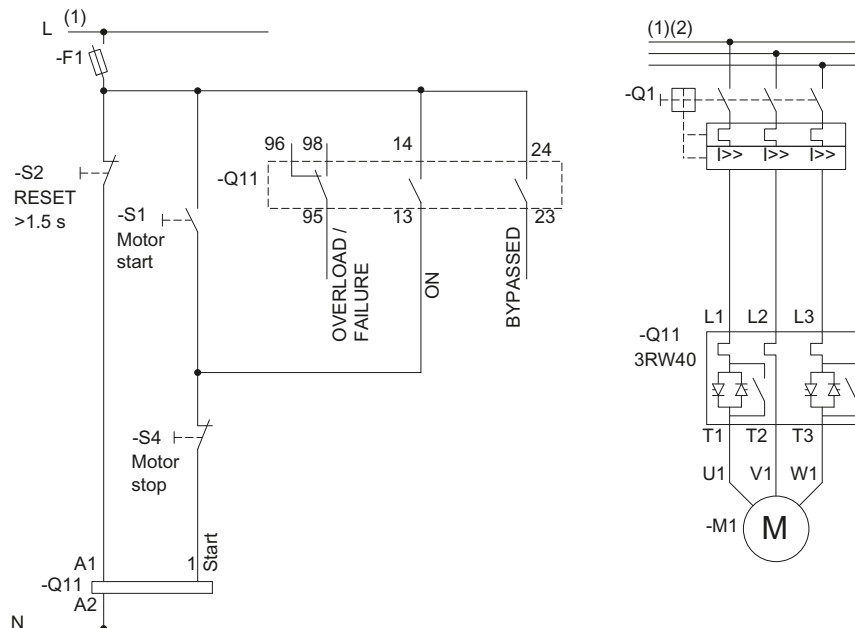 L (1)
-F1
-S2
RESET
>1.5 s
-S1
Motor
start
96 98 14 24
-Q11
95 13 23
OVERLOAD /
FAILURE
ON
BYPASSED
-S4
Motor
stop
A1 1 Start
-Q11
A2
N
(1)(2)
-Q1
I>> I>> I>>
L1 L2 L3
-Q11
3RW40
T1 T2 T3
U1 V1 W1
-M1 M